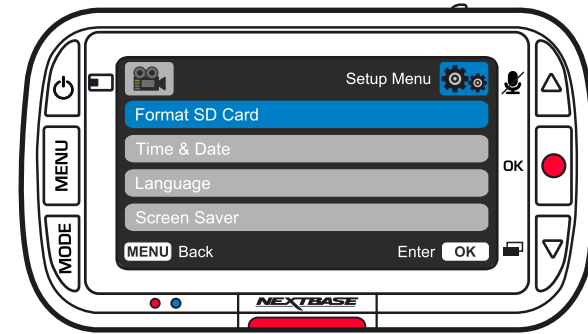 Setup Menu
Format SD Card
Time & Date
MENU
Language
OK
Screen Saver
MODE
MENU Back
Enter OK
NEXTBASE